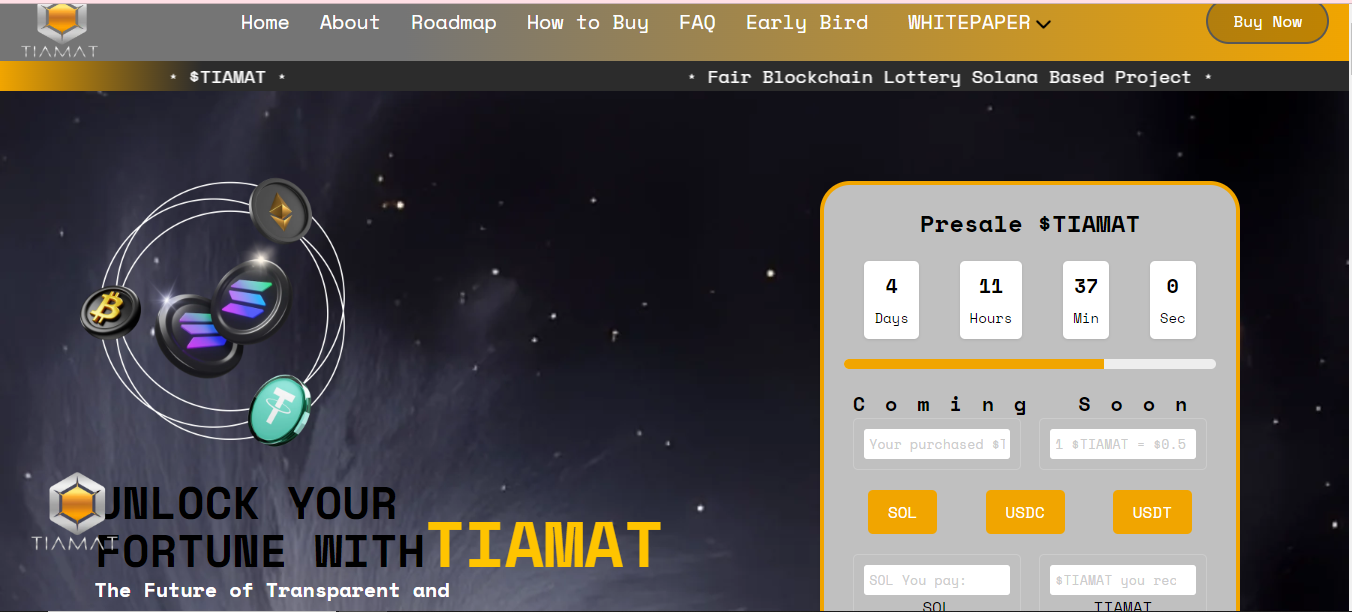 Home About Roadmap How to Buy FAQ Early Bird WHITEPAPER Buy Now
TIAMAT
* $TIAMAT * * Fair Blockchain Lottery Solana Based Project *
Presale $TIAMAT
4 11 37 0
Days Hours Min Sec
Coming Soon
Your purchased $T 1 $TIAMAT = $0.5
SOL USDC USDT
SOL You pay: $TIAMAT you rec
SOL TIAMAT
UNLOCK YOUR
FORTUNE WITH TIAMAT
TIAMAT
The Future of Transparent and